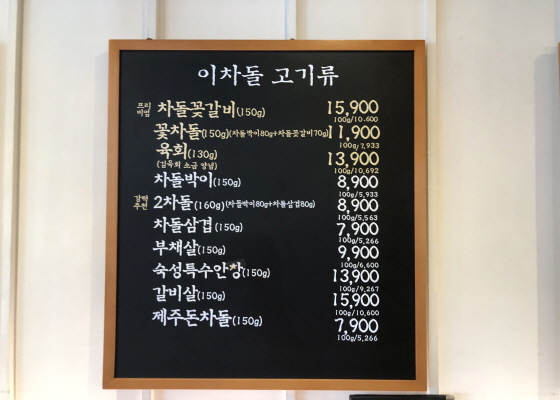 이차돌 고기류
프리미엄 차돌꽃갈비(150g) 15,900
100g/10,600
꽃차돌(150g)(차돌박이80g+차돌꽃갈비70g) 11,900
100g/7,933
육회(130g) 13,900
소금 양념) 100g/10,692
차돌박이(150g) 8,900
100g/5,933
강력추천 2차돌(160g)(차돌박이80g+차돌삼겹80g) 8,900
100g/5,563
차돌삼겹(150g) 7,900
100g/5,266
부채살(150g) 9,900
100g/6,600
숙성특수안창(150g) 13,900
100g/9,267
갈비살(150g) 15,900
100g/10,600
제주돈차돌(150g) 7,900
100g/5,266